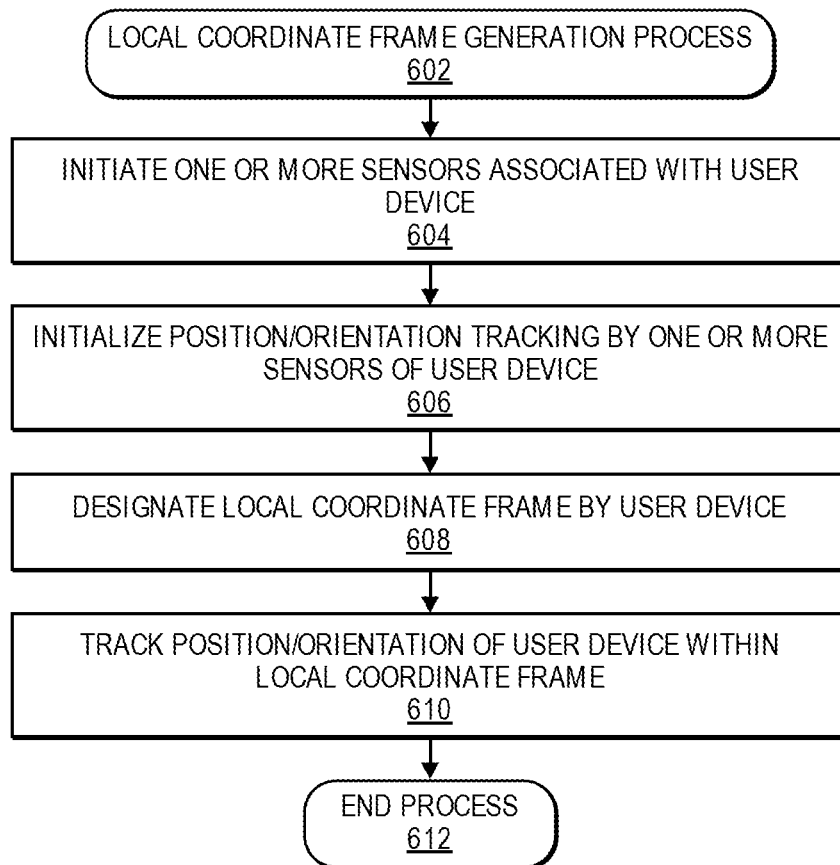 LOCAL COORDINATE FRAME GENERATION PROCESS
602
INITIATE ONE OR MORE SENSORS ASSOCIATED WITH USER
DEVICE
604
INITIALIZE POSITION/ORIENTATION TRACKING BY ONE OR MORE
SENSORS OF USER DEVICE
606
DESIGNATE LOCAL COORDINATE FRAME BY USER DEVICE
608
TRACK POSITION/ORIENTATION OF USER DEVICE WITHIN
LOCAL COORDINATE FRAME
610
END PROCESS
612